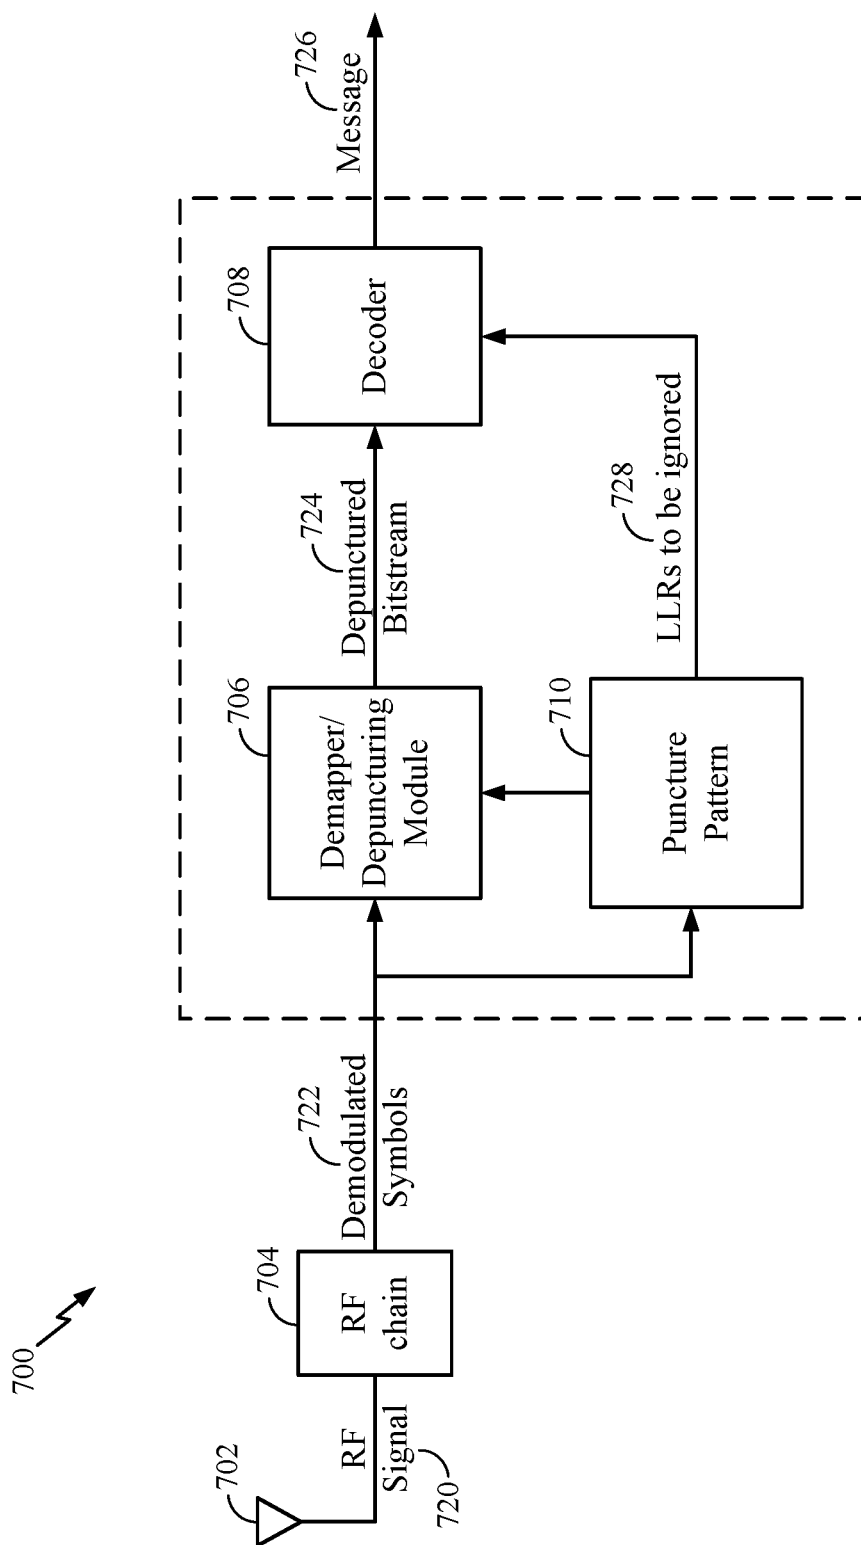 700
702
RF
Signal
720
704
RF
chain
722
Demodulated
Symbols
706
Demapper/
Depuncturing
Module
724
Depunctured
Bitstream
708
Decoder
726
Message
710
Puncture
Pattern
728
LLRs to be ignored